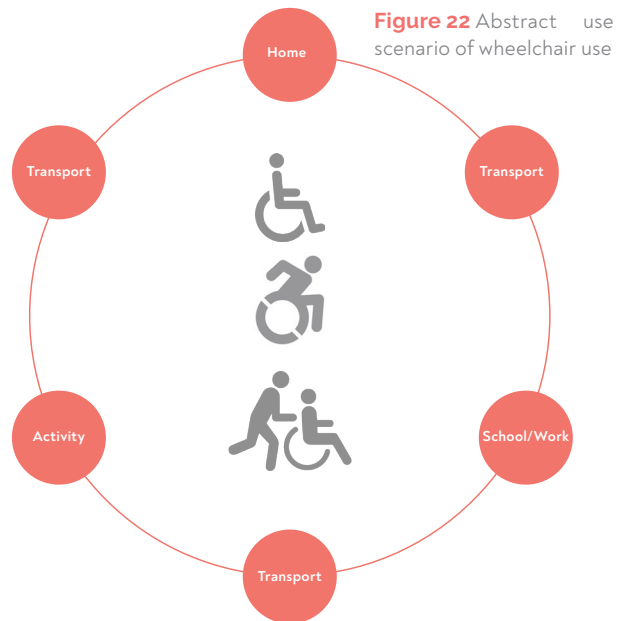 Figure 22 Abstract use
scenario of wheelchair use
Home
Transport
Transport
Activity
School/Work
Transport